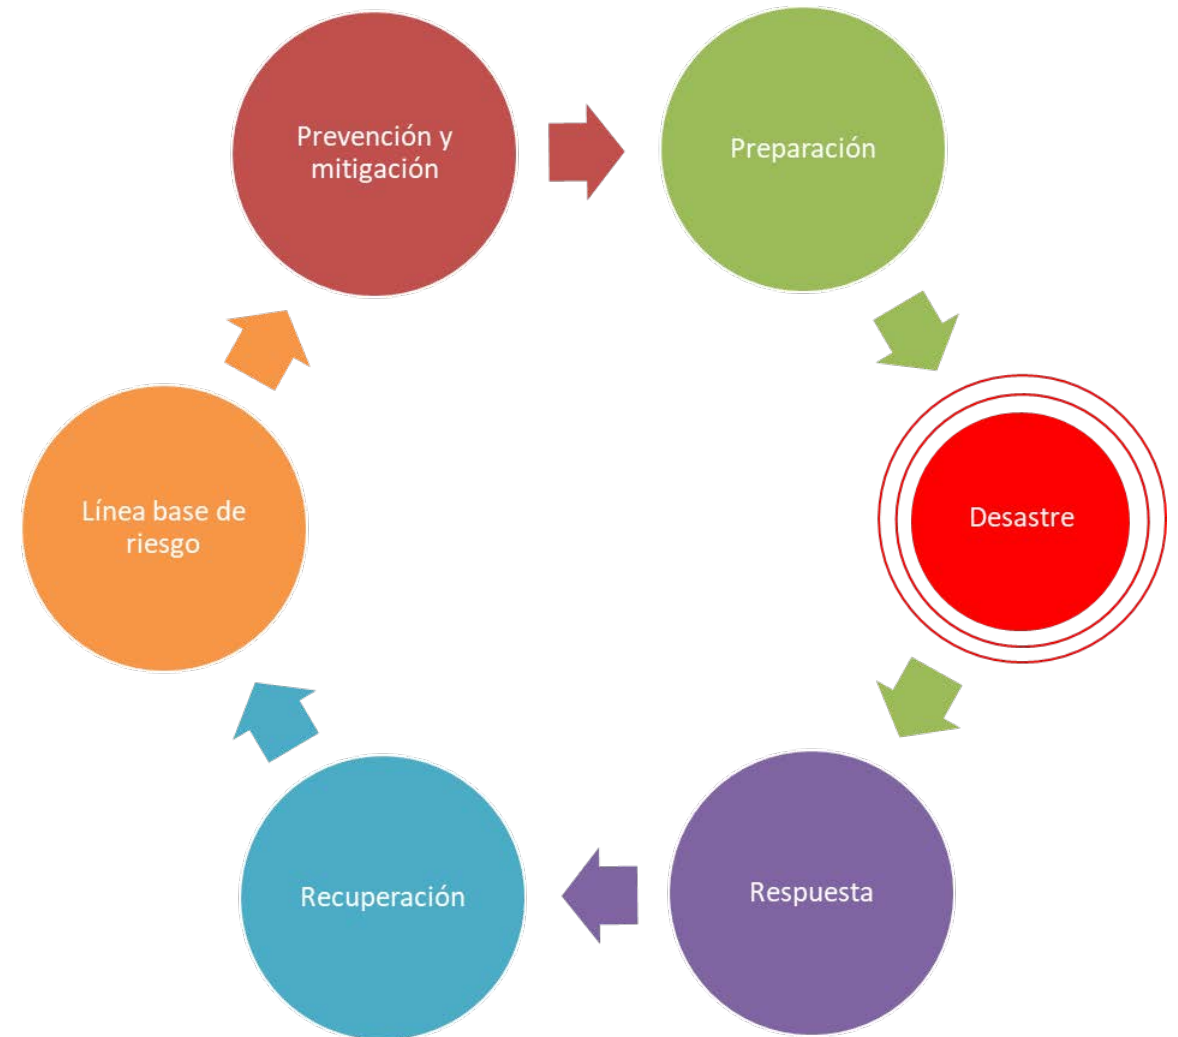 Prevención y
mitigación
Preparación
Desastre
Respuesta
Recuperación
Línea base de
riesgo